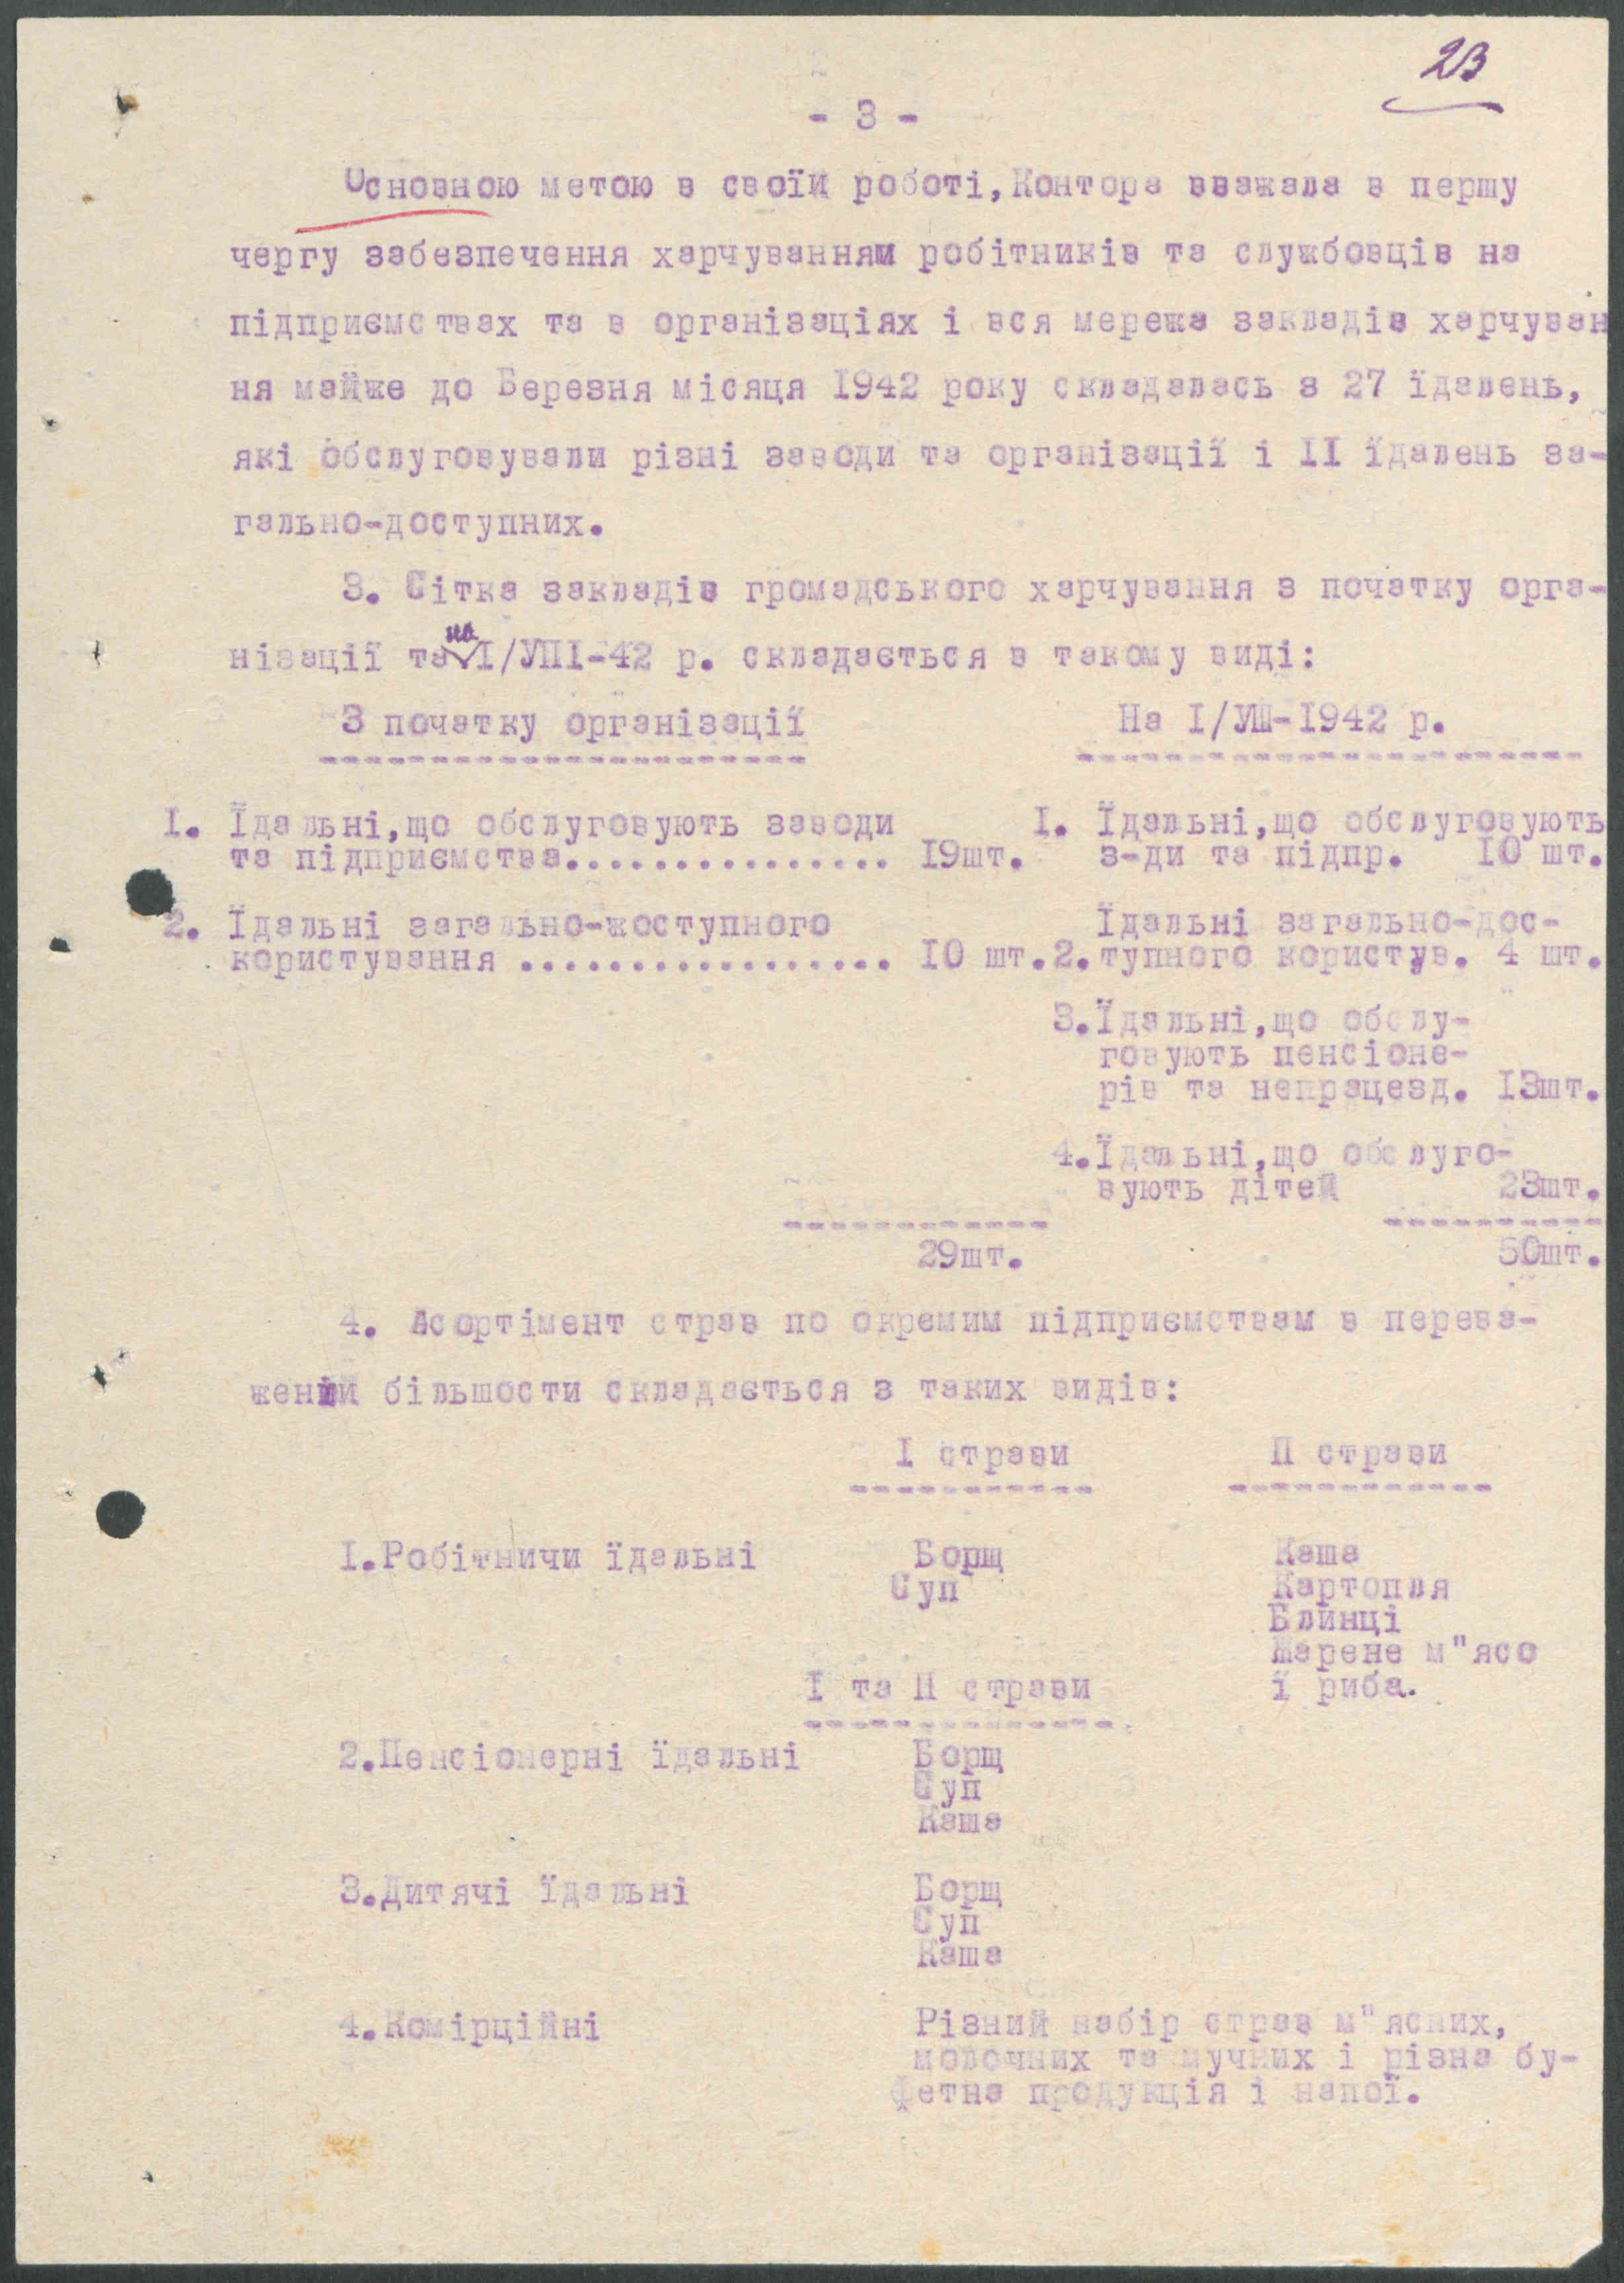 23
- 3 -
Основною метою в своїй роботі, Контора вважала в першу
чергу забезпечення харчуванням робітників та службовців на
підприємствах та в організаціях і вся мережа закладів харчуван
ня майже до Березня місяця 1942 року складалась з 27 їдалень,
які обслуговували різні заводи та організації і II їдалень за-
гально-доступних.
3. Сітка закладів громадського харчування з початку орга-
нізації та на I/УПІ-42 р. складається в такому виді:
З початку організації
На I/УШ-1942 р.
1. Їдальні,що обслуговують заводи
та підприємства................ 19шт.
2. Їдальні загально-жоступного
користування .................. 10 шт.
1. Їдальні,що обслуговують
з-ди та підпр. 10 шт.
Їдальні загально-дос-
2. тупного користув. 4 шт.
3.Їдальні,що обслу-
говують пенсіоне-
рів та непрацезд. 13шт.
4.Їдальні,що обслуго-
вують дітей 23шт.
29шт.
50шт.
4. Асортімент страв по окремим підприємствам в перева-
женій більшости складається з таких видів:
I страви
II страви
1.Робітничи їдальні
Борщ
Суп
Каша
Картопля
Блинці
Жарене м"ясо
ї риба.
I та II страви
2.Пенсіонерні їдальні
Борщ
Суп
Каша
3.Дитячі їдальні
Борщ
Суп
Каша
4.Комірційні
Різний набір страв м"ясних,
молочних та мучних і різна бу-
фетна продукція і напої.